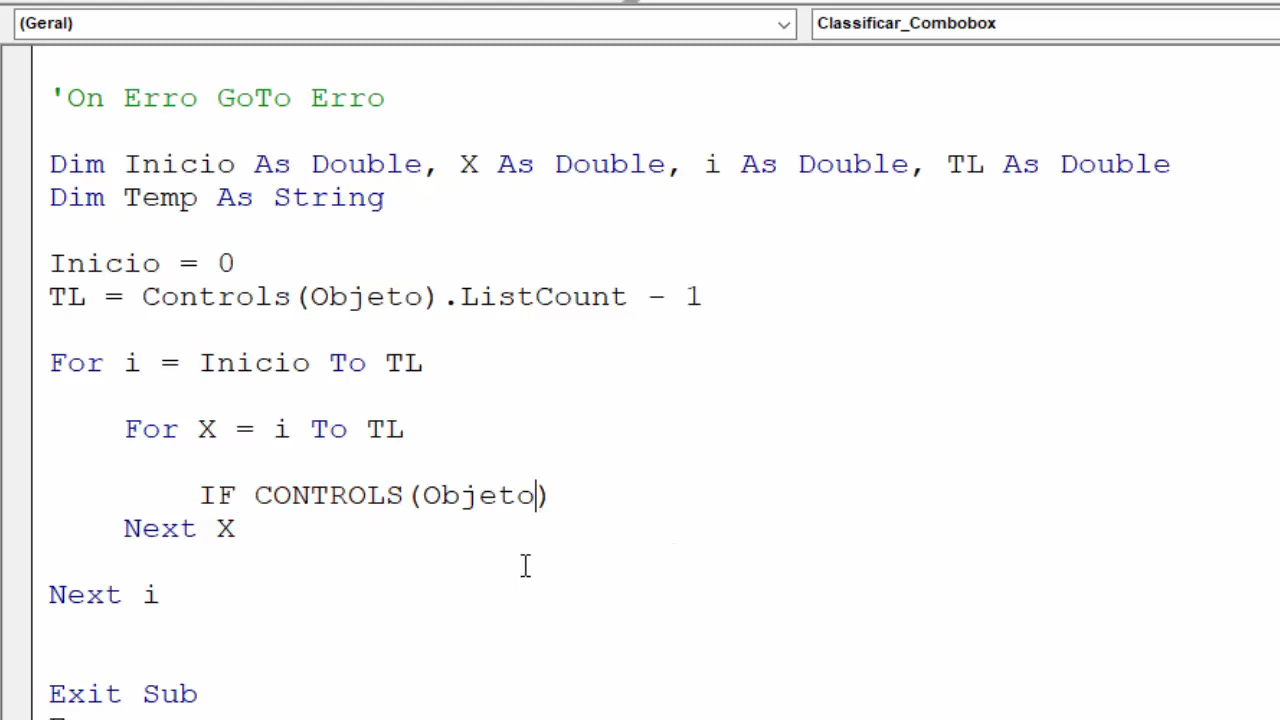 (Geral) Classificar_Combobox
'On Erro GoTo Erro
Dim Inicio As Double, X As Double, i As Double, TL As Double
Dim Temp As String
Inicio = 0
TL = Controls(Objeto).ListCount - 1
For i = Inicio To TL
For X = i To TL
IF CONTROLS(Objeto)
Next X
Next i
Exit Sub